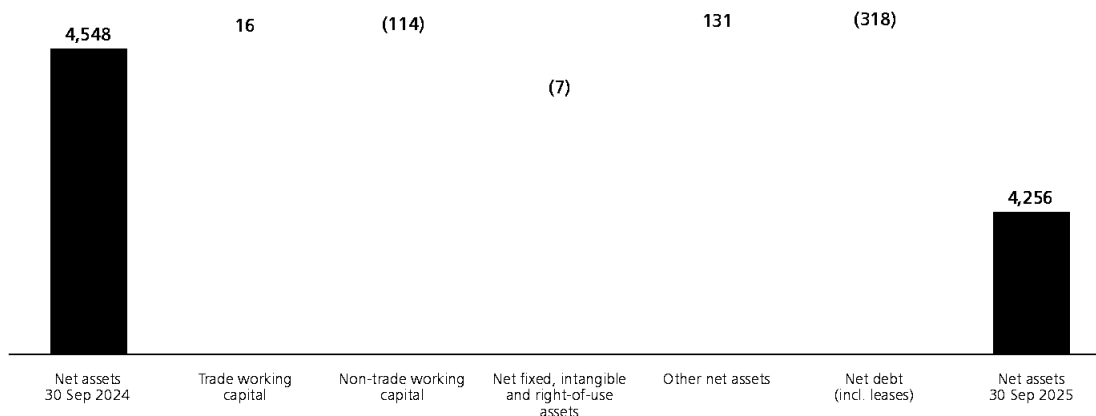 4,548
16
(114)
(7)
131
(318)
4,256
Net assets
30 Sep 2024
Trade working
capital
Non-trade working
capital
Net fixed, intangible
and right-of-use
assets
Other net assets
Net debt
(incl. leases)
Net assets
30 Sep 2025